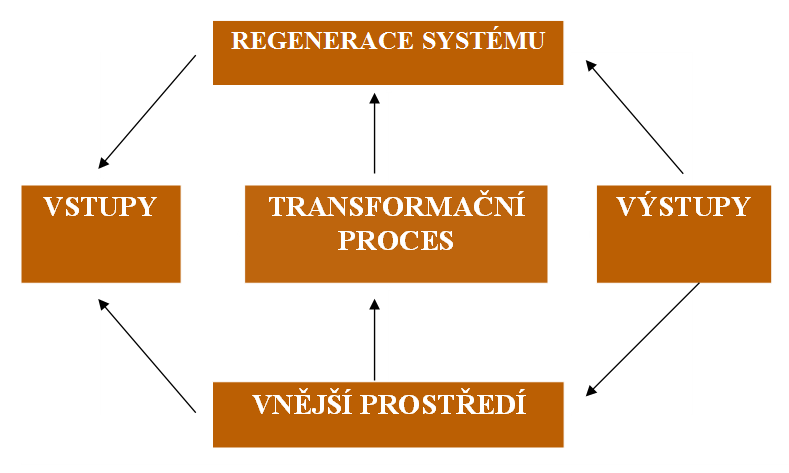 REGENERACE SYSTÉMU
VSTUPY
TRANSFORMAČNÍ
PROCES
VÝSTUPY
VNĚJŠÍ PROSTŘEDÍ